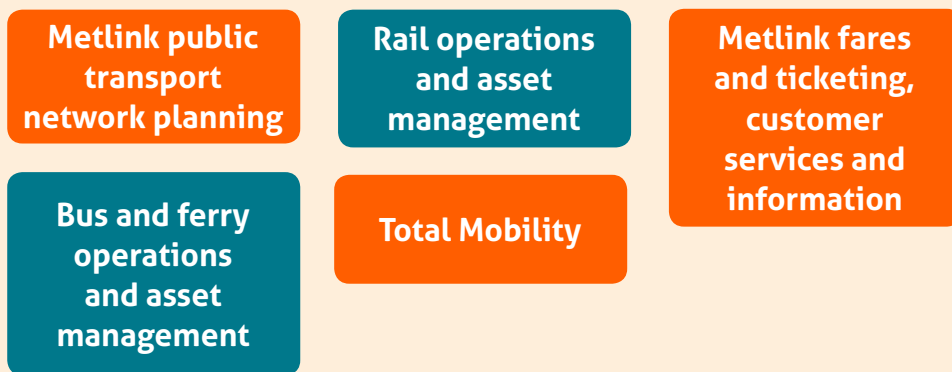 Metlink public
transport
network planning
Rail operations
and asset
management
Metlink fares
and ticketing,
customer
services and
information
Bus and ferry
operations
and asset
management
Total Mobility